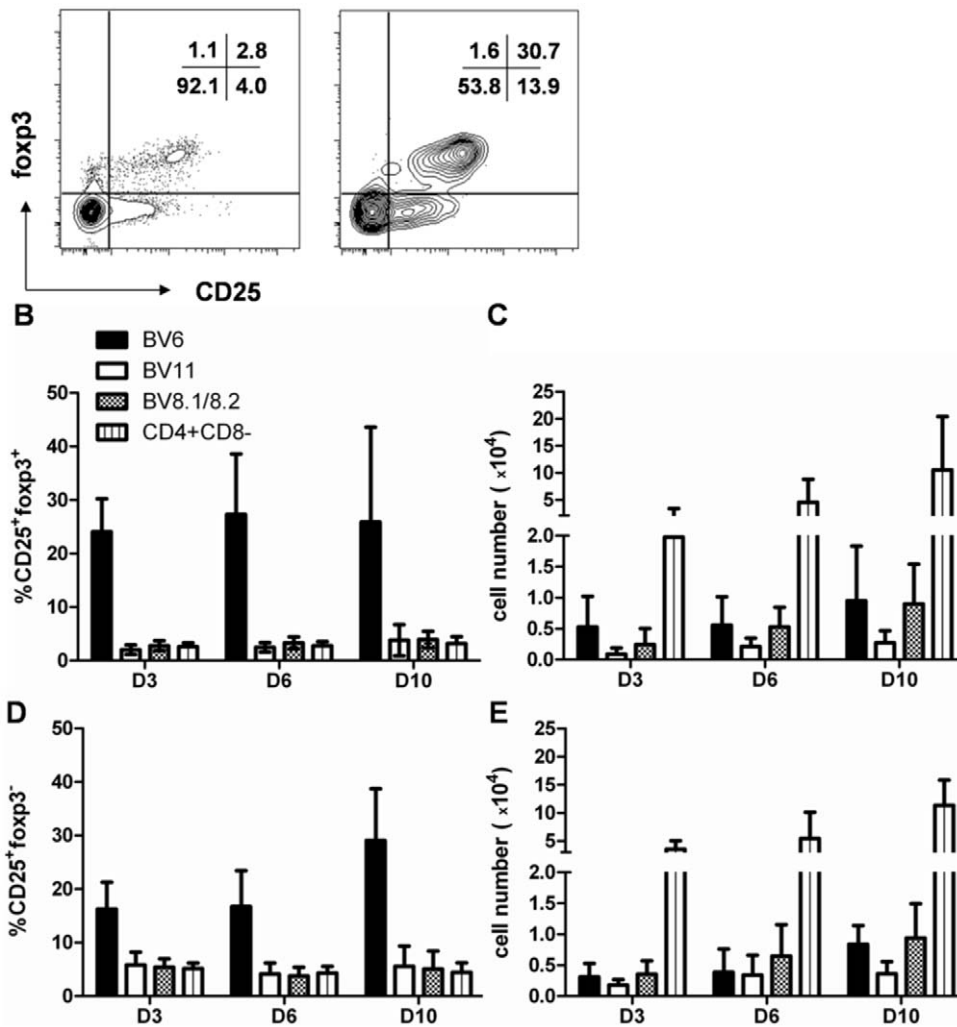 1.1 2.8
92.1 4.0
1.6 30.7
53.8 13.9
foxp3
CD25
B
BV6
BV11
BV8.1/8.2
CD4+CD8-
50
40
30
20
10
0
%CD25⁺foxp3⁺
D3 D6 D10
C
25
20
15
10
5
2.0
1.5
1.0
0.5
0.0
cell number ( x10⁴)
D3 D6 D10
D
50
40
30
20
10
0
%CD25⁺foxp3⁻
D3 D6 D10
E
25
20
15
10
5
2.0
1.5
1.0
0.5
0.0
cell number ( x10⁴)
D3 D6 D10